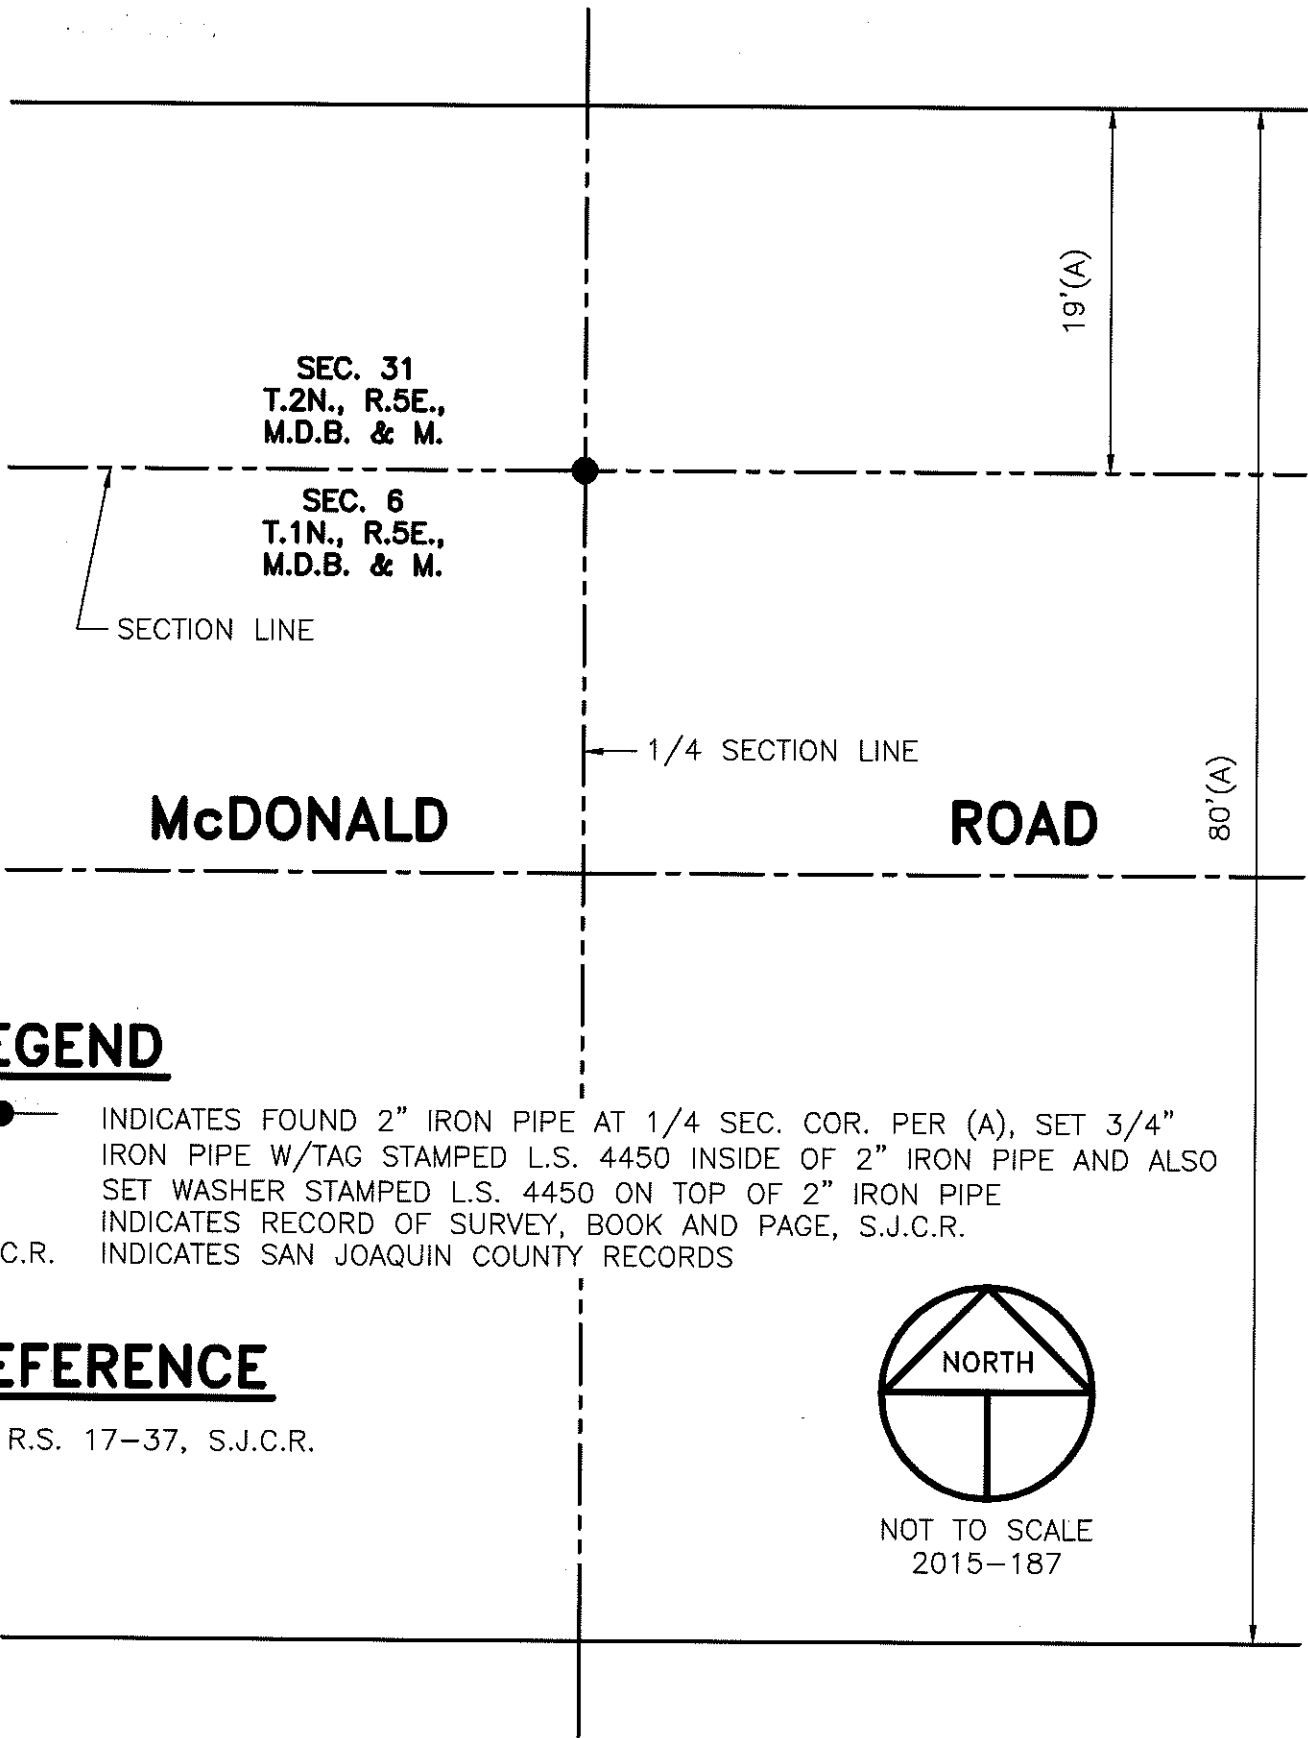 19'(A)
SEC. 31
T.2N., R.5E.,
M.D.B. & M.
SEC. 6
T.1N., R.5E.,
M.D.B. & M.
SECTION LINE
1/4 SECTION LINE
McDONALD ROAD
80'(A)
EGEND
INDICATES FOUND 2" IRON PIPE AT 1/4 SEC. COR. PER (A), SET 3/4"
IRON PIPE W/TAG STAMPED L.S. 4450 INSIDE OF 2" IRON PIPE AND ALSO
SET WASHER STAMPED L.S. 4450 ON TOP OF 2" IRON PIPE
INDICATES RECORD OF SURVEY, BOOK AND PAGE, S.J.C.R.
C.R. INDICATES SAN JOAQUIN COUNTY RECORDS
EFERENCE
R.S. 17-37, S.J.C.R.
NORTH
NOT TO SCALE
2015-187